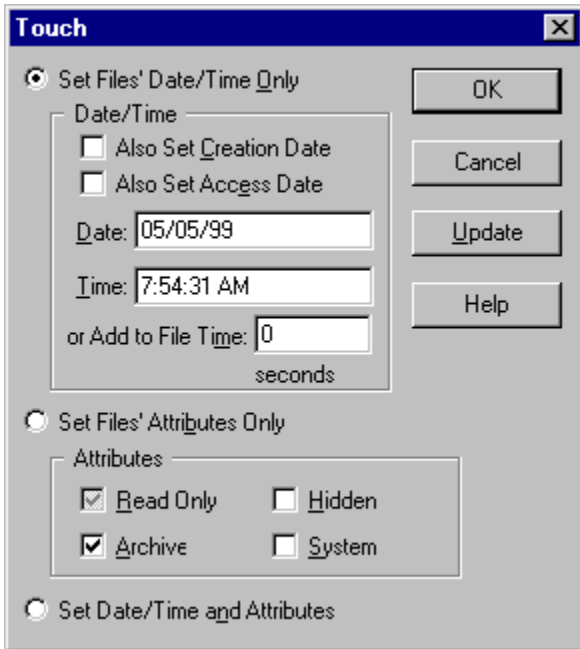 Touch
Set Files' Date/Time Only
OK
Date/Time
Also Set Creation Date
Cancel
Also Set Access Date
Date: 05/05/99
Update
Time: 7:54:31 AM
Help
or Add to File Time: 0
seconds
Set Files' Attributes Only
Attributes
Read Only
Hidden
Archive
System
Set Date/Time and Attributes